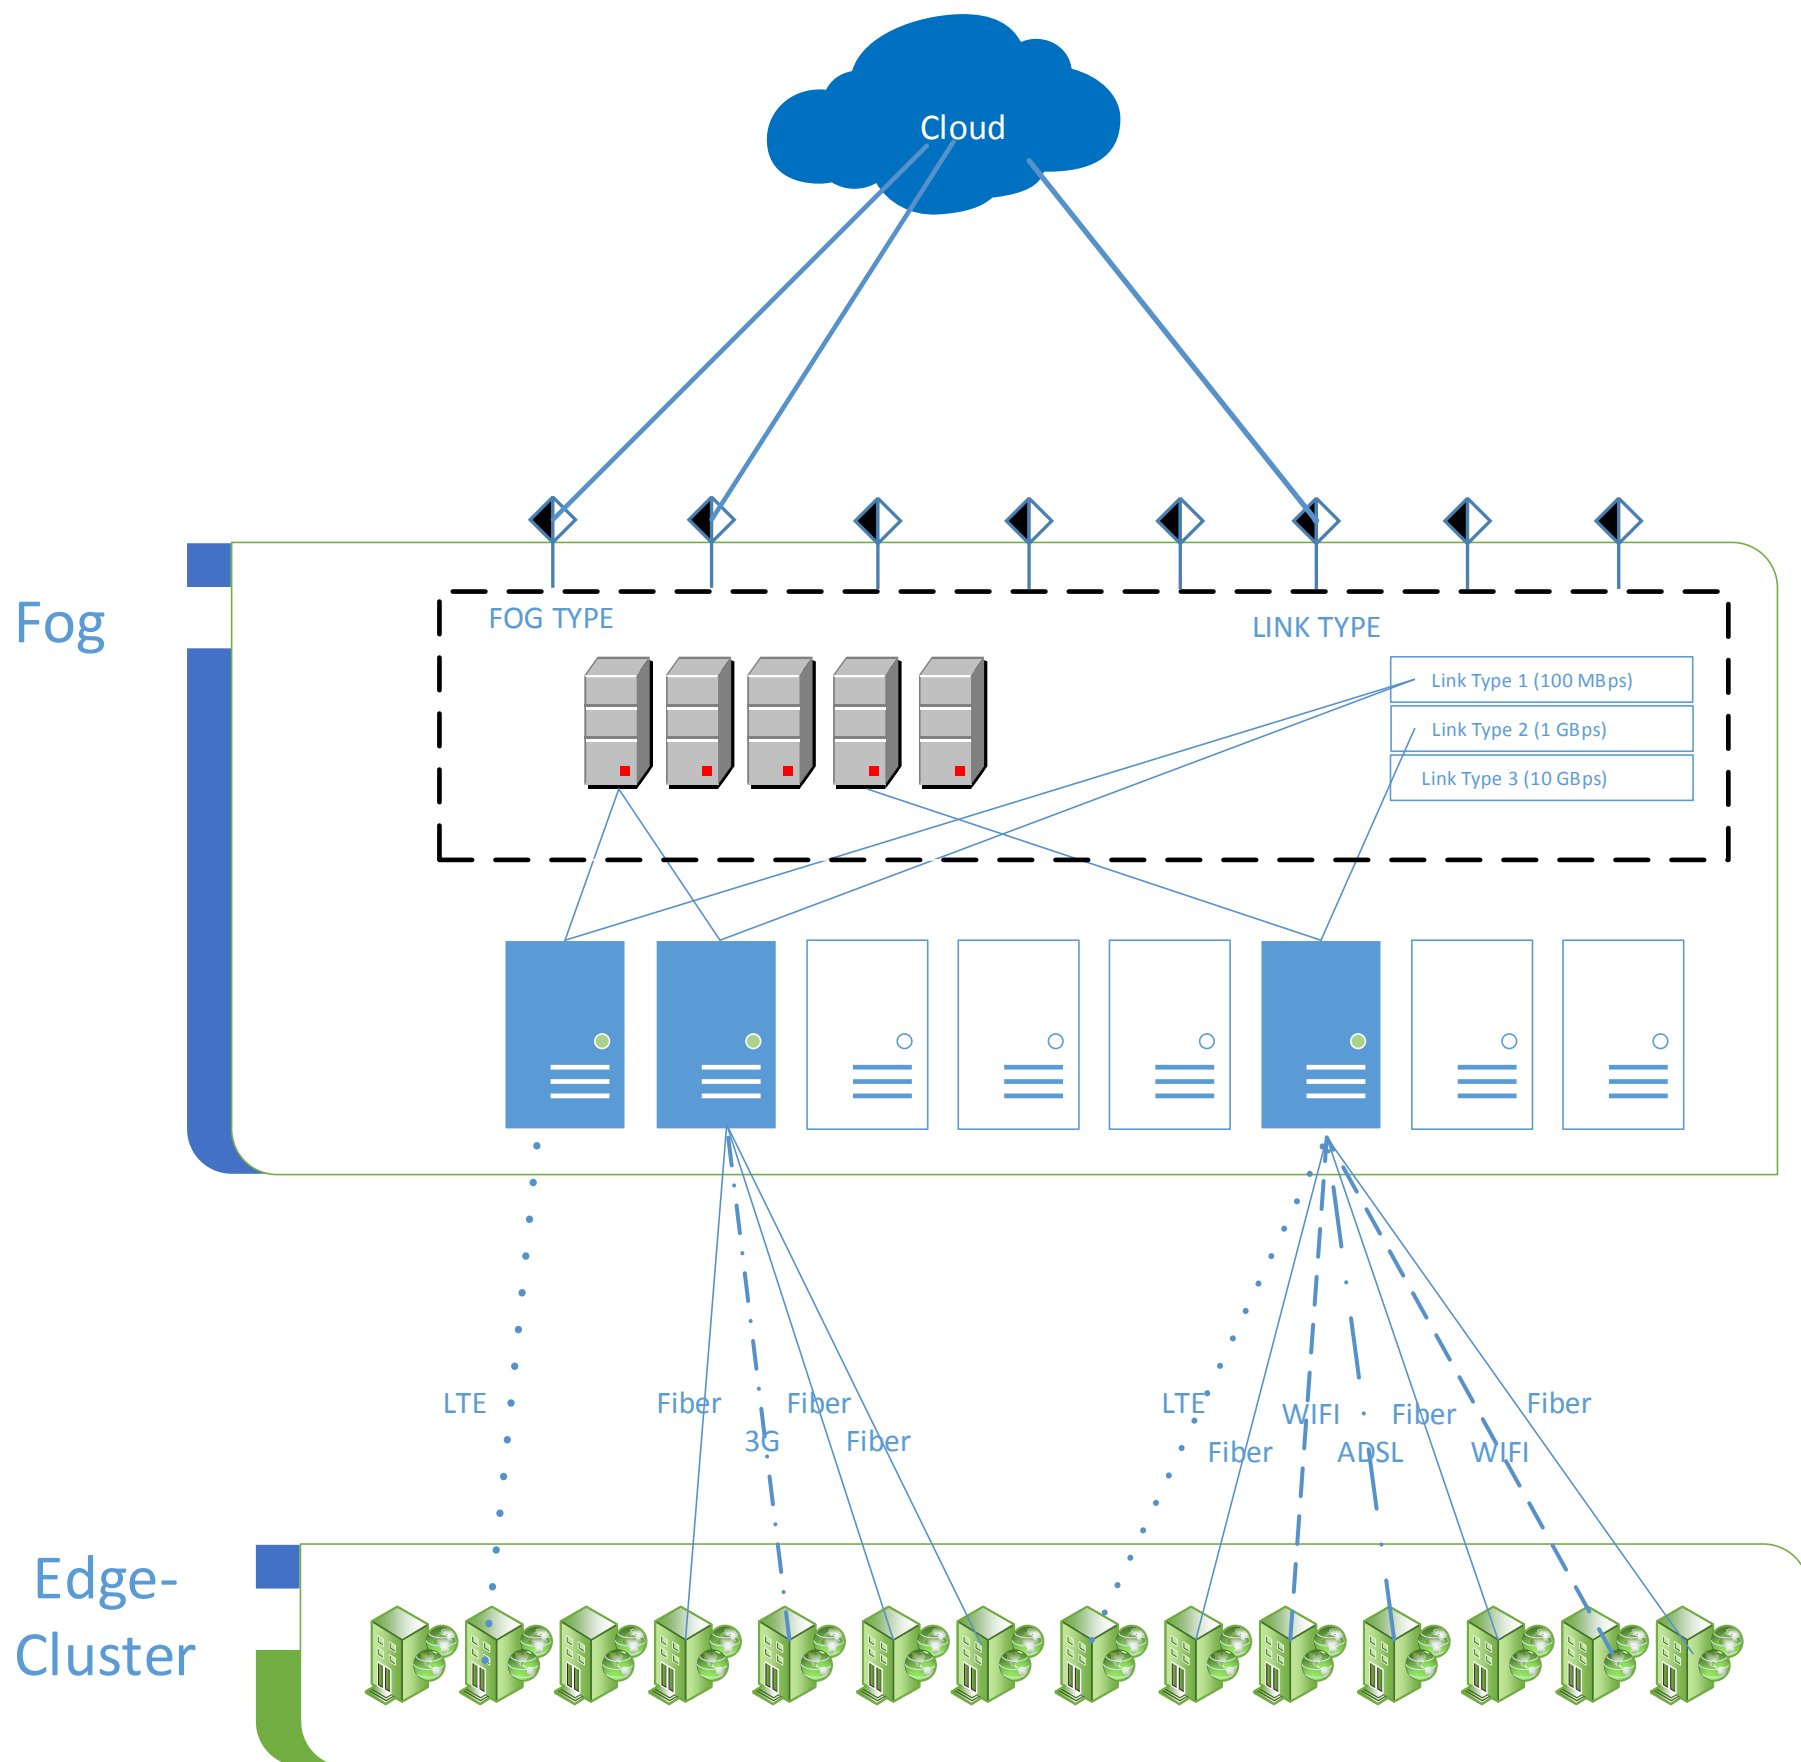 Cloud
Fog
FOG TYPE
LINK TYPE
Link Type 1 (100 MBps)
Link Type 2 (1 GBps)
Link Type 3 (10 GBps)
LTE
Fiber
Fiber
3G
Fiber
LTE
WIFI
Fiber
Fiber
Fiber
ADSL
WIFI
Edge-
Cluster